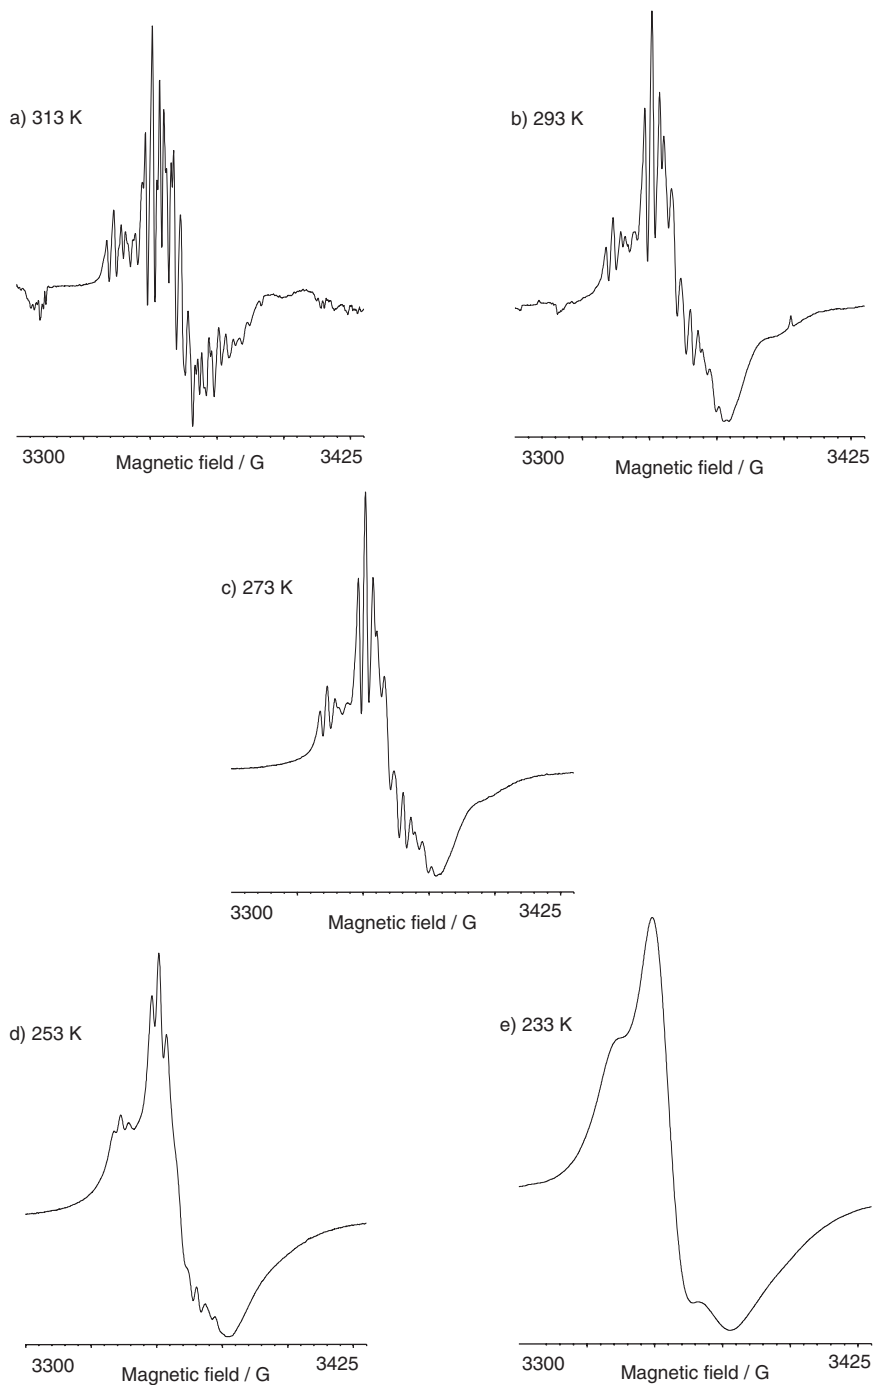 a) 313 K
b) 293 K
3300
3425
Magnetic field / G
3300
3425
Magnetic field / G
c) 273 K
3300
3425
Magnetic field / G
d) 253 K
e) 233 K
3300
3425
Magnetic field / G
3300
3425
Magnetic field / G